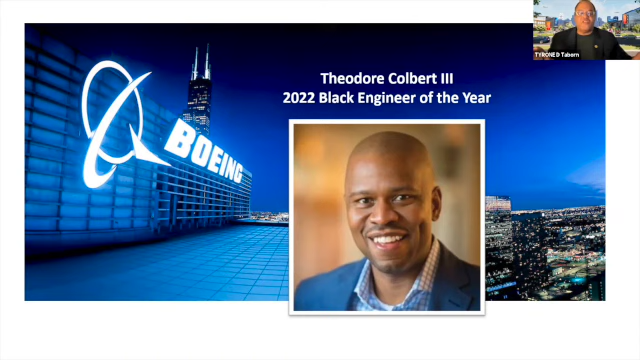 TYRONE D Taborn
Theodore Colbert III
2022 Black Engineer of the Year
BOEING